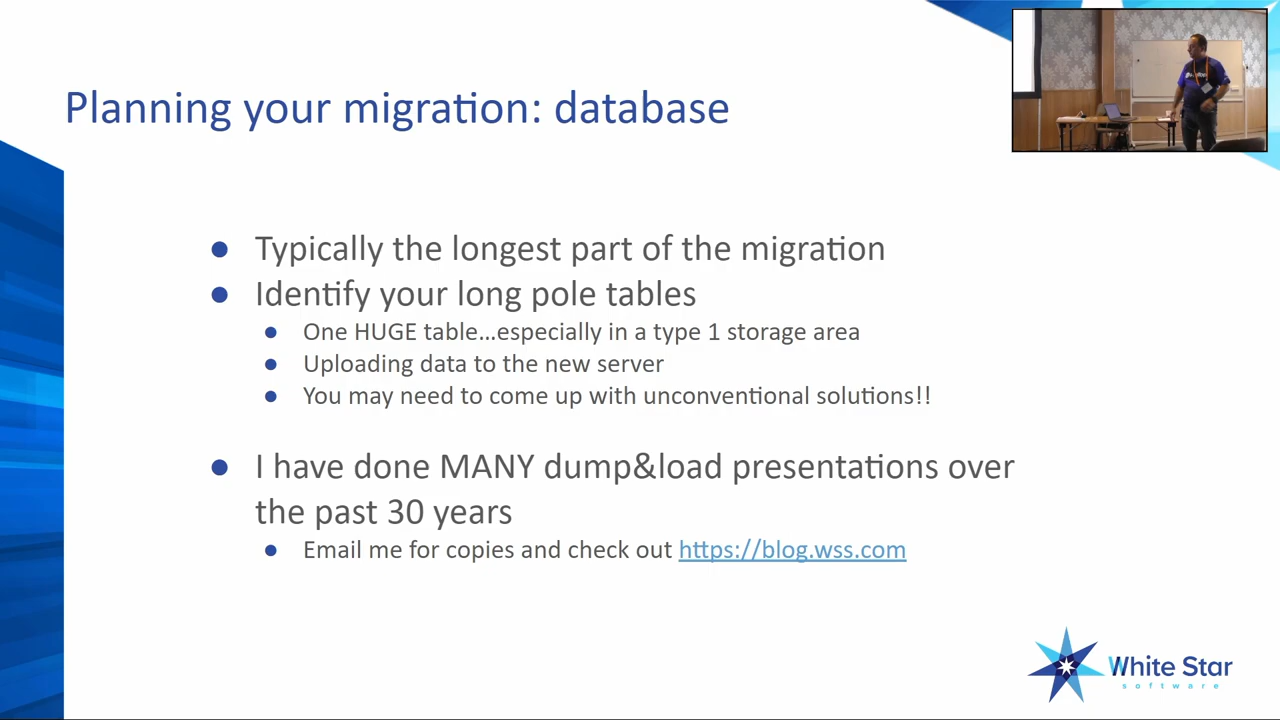 Planning your migration: database
● Typically the longest part of the migration
● Identify your long pole tables
● One HUGE table...especially in a type 1 storage area
● Uploading data to the new server
● You may need to come up with unconventional solutions!!
● I have done MANY dump&load presentations over
the past 30 years
● Email me for copies and check out https://blog.wss.com
White Star
software